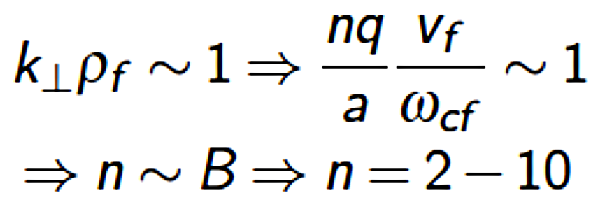 k⊥ρf ∼ 1 ⇒ nq/a vf/ωcf ∼ 1
⇒ n ∼ B ⇒ n = 2 − 10